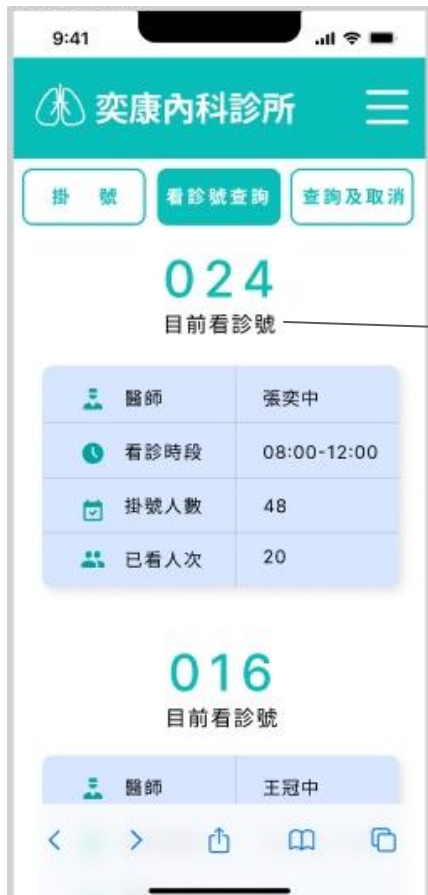 9:41
奕康內科診所
掛 號
看診號查詢
查詢及取消
024
目前看診號
醫師 張奕中
看診時段 08:00-12:00
掛號人數 48
已看人次 20
016
目前看診號
醫師 王冠中